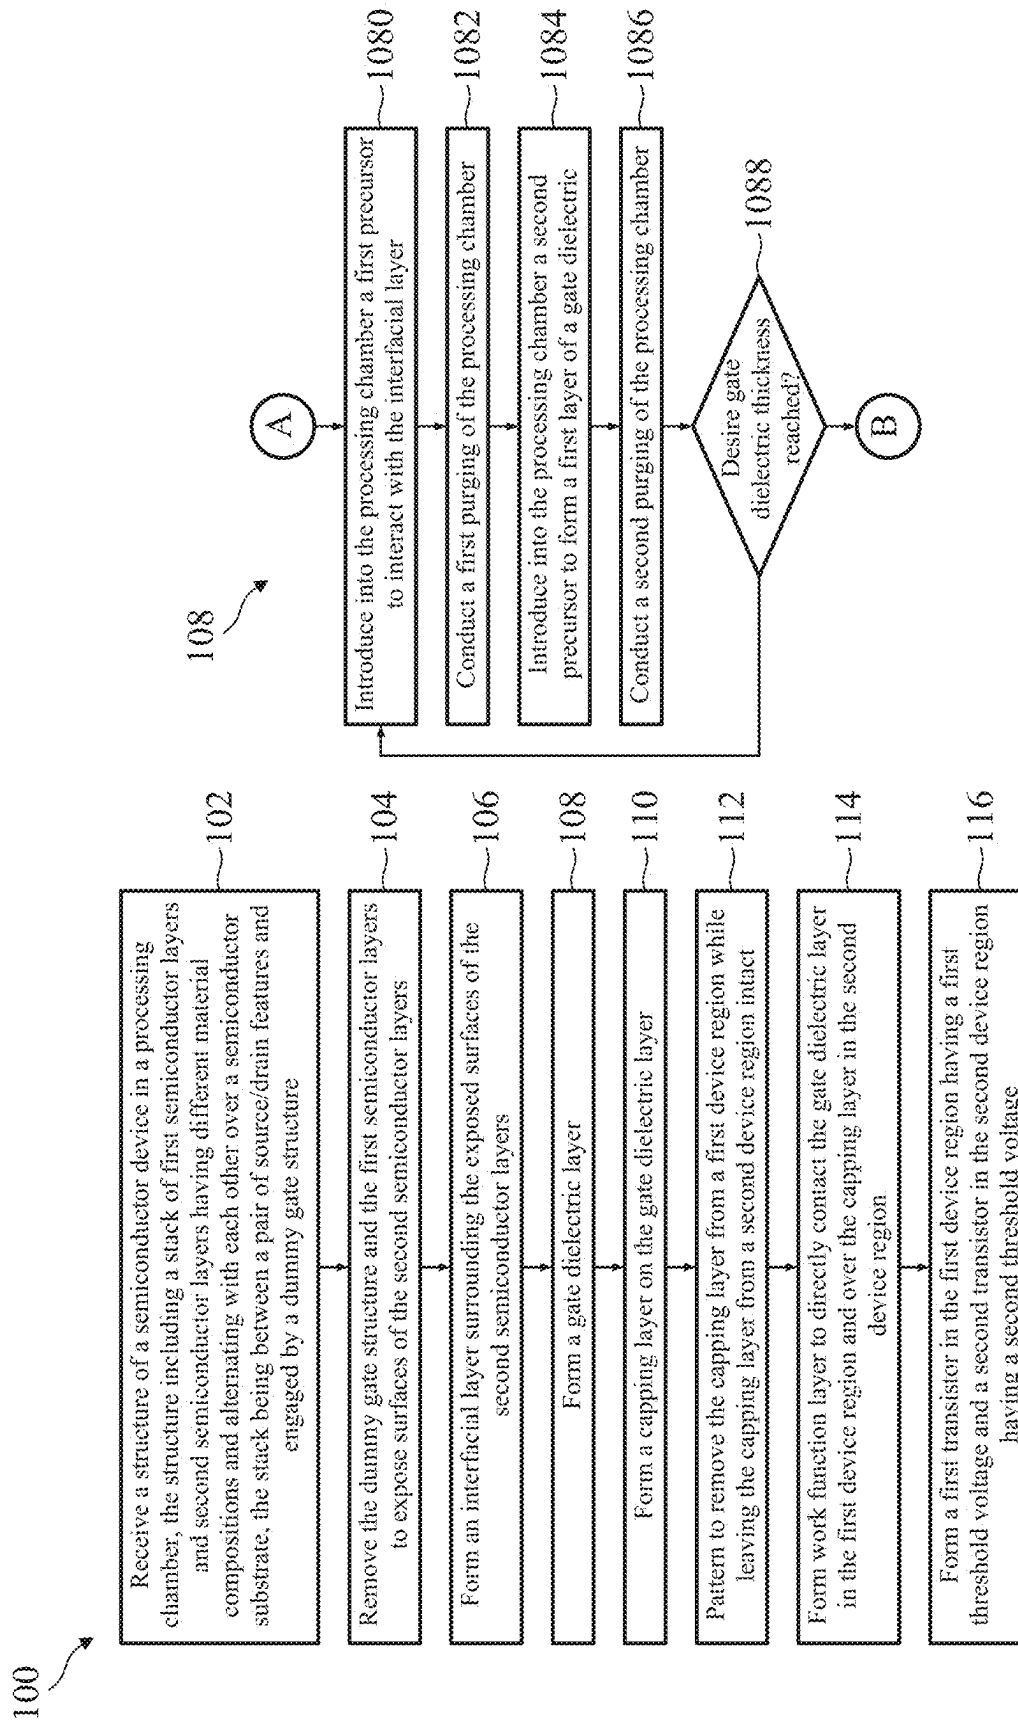 100
Receive a structure of a semiconductor device in a processing
chamber, the structure including a stack of first semiconductor layers
and second semiconductor layers having different material
compositions and alternating with each other over a semiconductor
substrate, the stack being between a pair of source/drain features and
engaged by a dummy gate structure
102
Remove the dummy gate structure and the first semiconductor layers
to expose surfaces of the second semiconductor layers
104
Form an interfacial layer surrounding the exposed surfaces of the
second semiconductor layers
106
Form a gate dielectric layer
108
Form a capping layer on the gate dielectric layer
110
Pattern to remove the capping layer from a first device region while
leaving the capping layer from a second device region intact
112
Form work function layer to directly contact the gate dielectric layer
in the first device region and over the capping layer in the second
device region
114
Form a first transistor in the first device region having a first
threshold voltage and a second transistor in the second device region
having a second threshold voltage
116
108
A
Introduce into the processing chamber a first precursor
to interact with the interfacial layer
1080
Conduct a first purging of the processing chamber
1082
Introduce into the processing chamber a second
precursor to form a first layer of a gate dielectric
1084
Conduct a second purging of the processing chamber
1086
Desire gate
dielectric thickness
reached?
1088
B